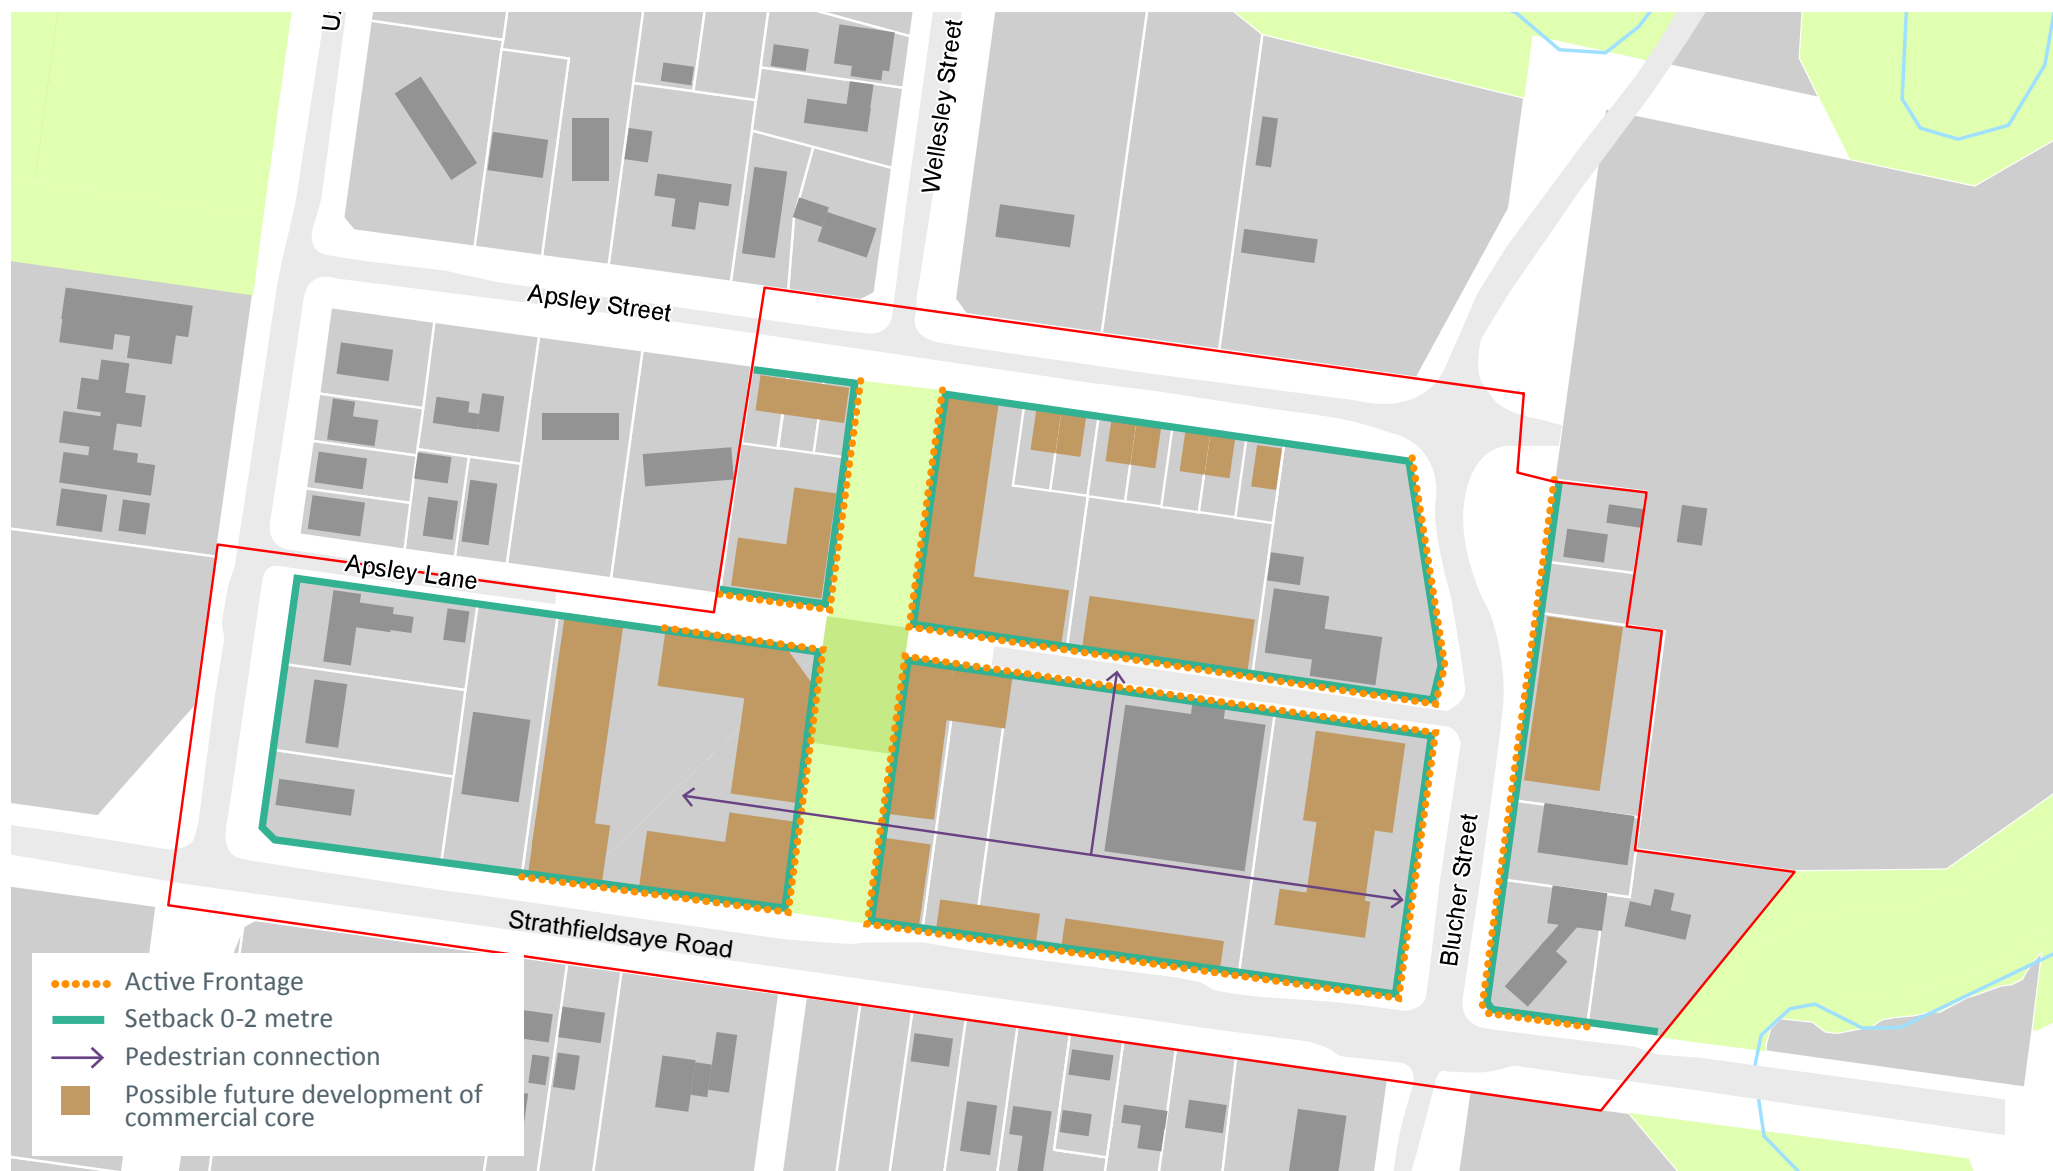 Wellesley Street
Apsley Street
Apsley Lane
Strathfieldsaye Road
Blucher Street
Active Frontage
Setback 0-2 metre
Pedestrian connection
Possible future development of
commercial core